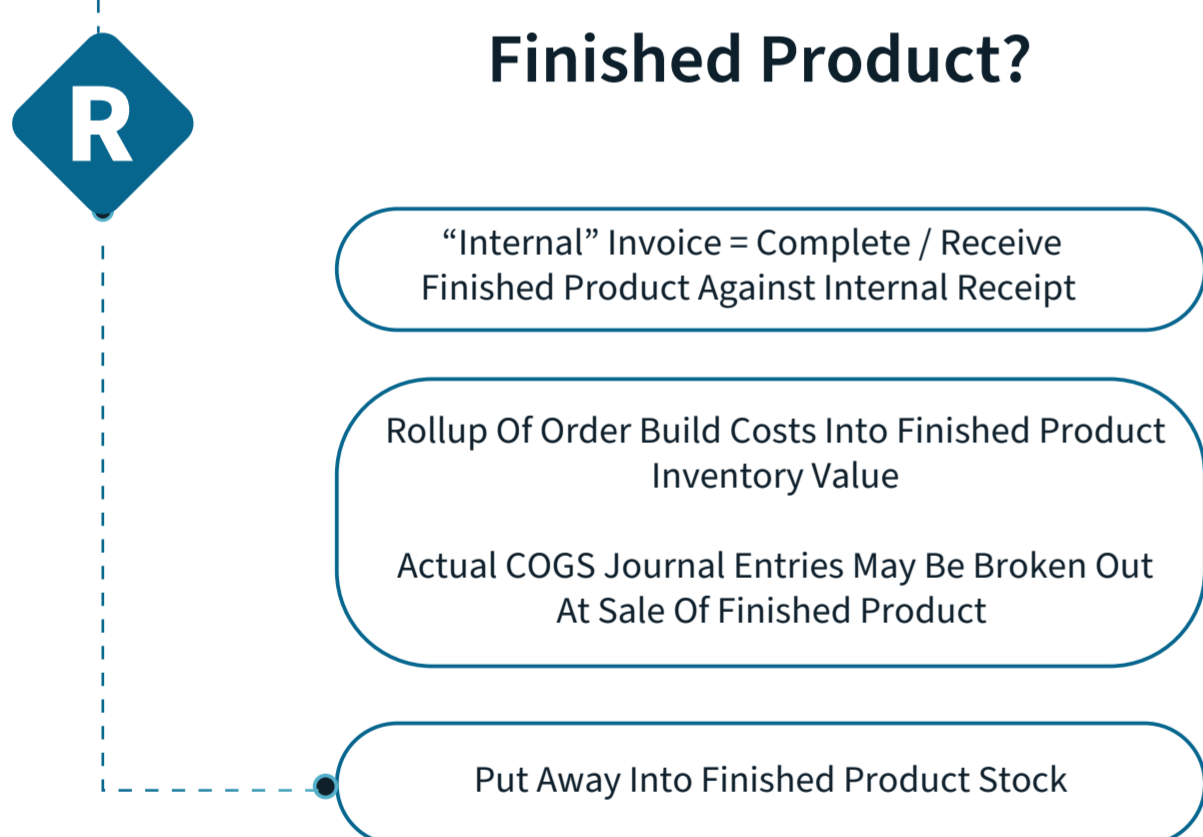 R
Finished Product?
“Internal” Invoice = Complete / Receive
Finished Product Against Internal Receipt
Rollup Of Order Build Costs Into Finished Product
Inventory Value
Actual COGS Journal Entries May Be Broken Out
At Sale Of Finished Product
Put Away Into Finished Product Stock